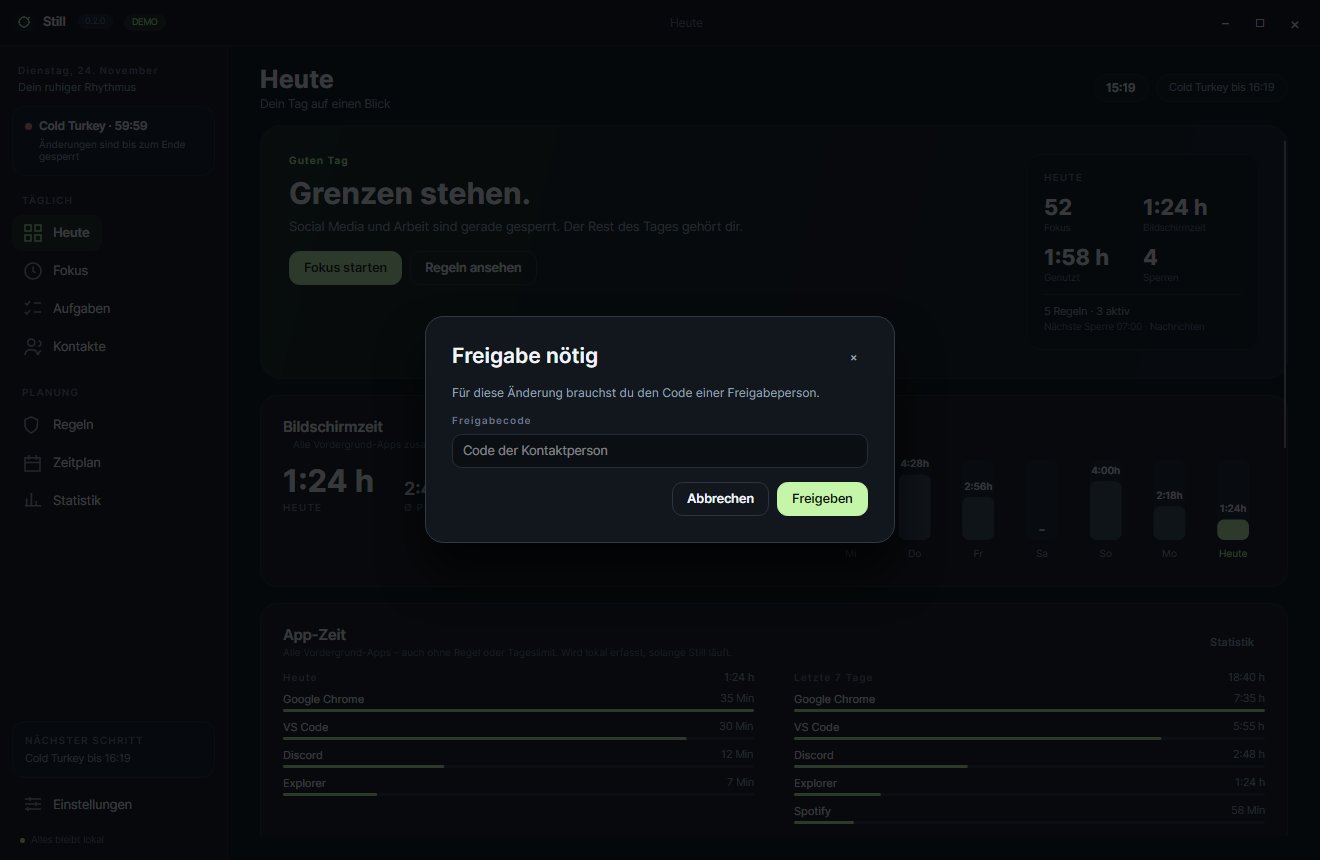 Still 0.2.0 DEMO
Heute
Dienstag, 24. November
Dein ruhiger Rhythmus
Cold Turkey · 59:59
Änderungen sind bis zum Ende
gesperrt
TÄGLICH
Heute
Fokus
Aufgaben
Kontakte
PLANUNG
Regeln
Zeitplan
Statistik
NÄCHSTER SCHRITT
Cold Turkey bis 16:19
Einstellungen
Alles bleibt lokal
Heute
Dein Tag auf einen Blick
15:19
Cold Turkey bis 16:19
Guten Tag
Grenzen stehen.
Social Media und Arbeit sind gerade gesperrt. Der Rest des Tages gehört dir.
Fokus starten
Regeln ansehen
HEUTE
52 1:24 h
Fokus Bildschirmzeit
1:58 h 4
Genutzt Sperren
5 Regeln · 3 aktiv
Nächste Sperre 07:00 · Nachrichten
Freigabe nötig
×
Für diese Änderung brauchst du den Code einer Freigabeperson.
Freigabecode
Code der Kontaktperson
Abbrechen
Freigeben
Bildschirmzeit
Alle Vordergrund-Apps
1:24 h
HEUTE
4:28h 2:56h – 4:00h 2:18h 1:24h
Mi Do Fr Sa So Mo Heute
App-Zeit
Alle Vordergrund-Apps – auch ohne Regel oder Tageslimit. Wird lokal erfasst, solange Still läuft.
Statistik
Heute 1:24 h
Google Chrome 35 Min
VS Code 30 Min
Discord 12 Min
Explorer 7 Min
Letzte 7 Tage 18:40 h
Google Chrome 7:35 h
VS Code 5:55 h
Discord 2:48 h
Explorer 1:24 h
Spotify 58 Min